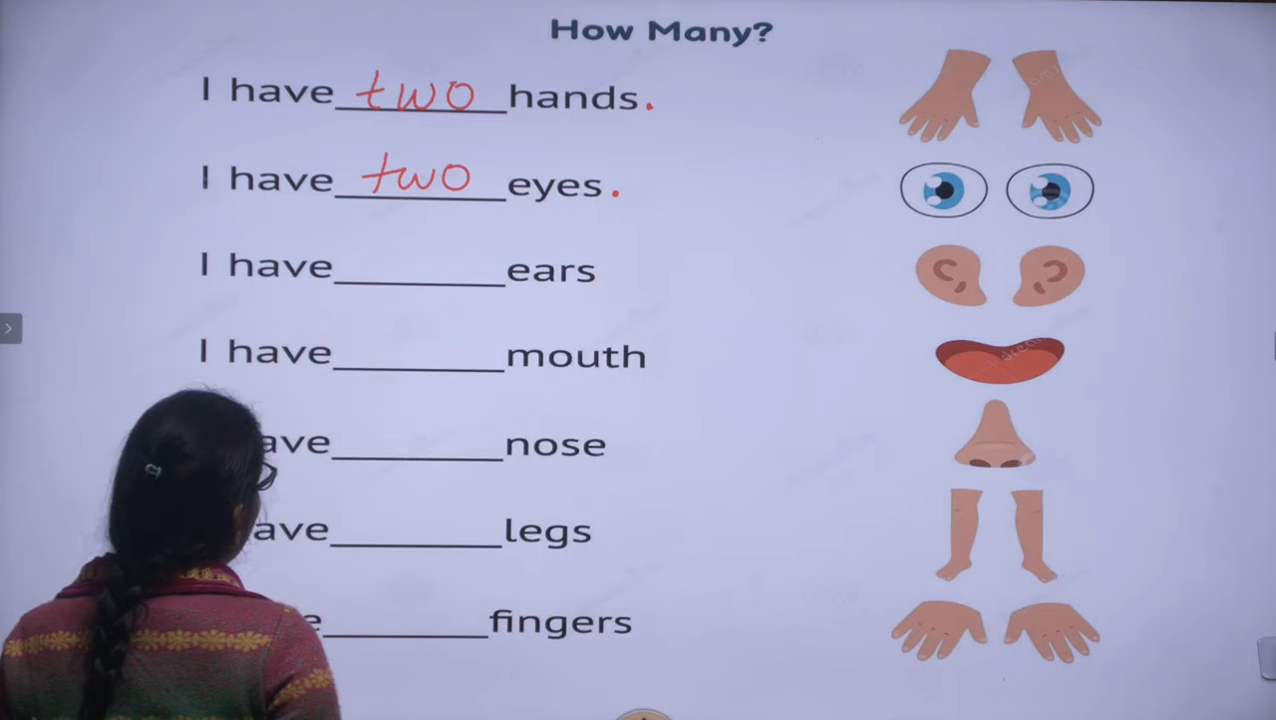 How Many?
I have two hands.
I have two eyes.
I have ears
I have mouth
ave nose
ave legs
e fingers